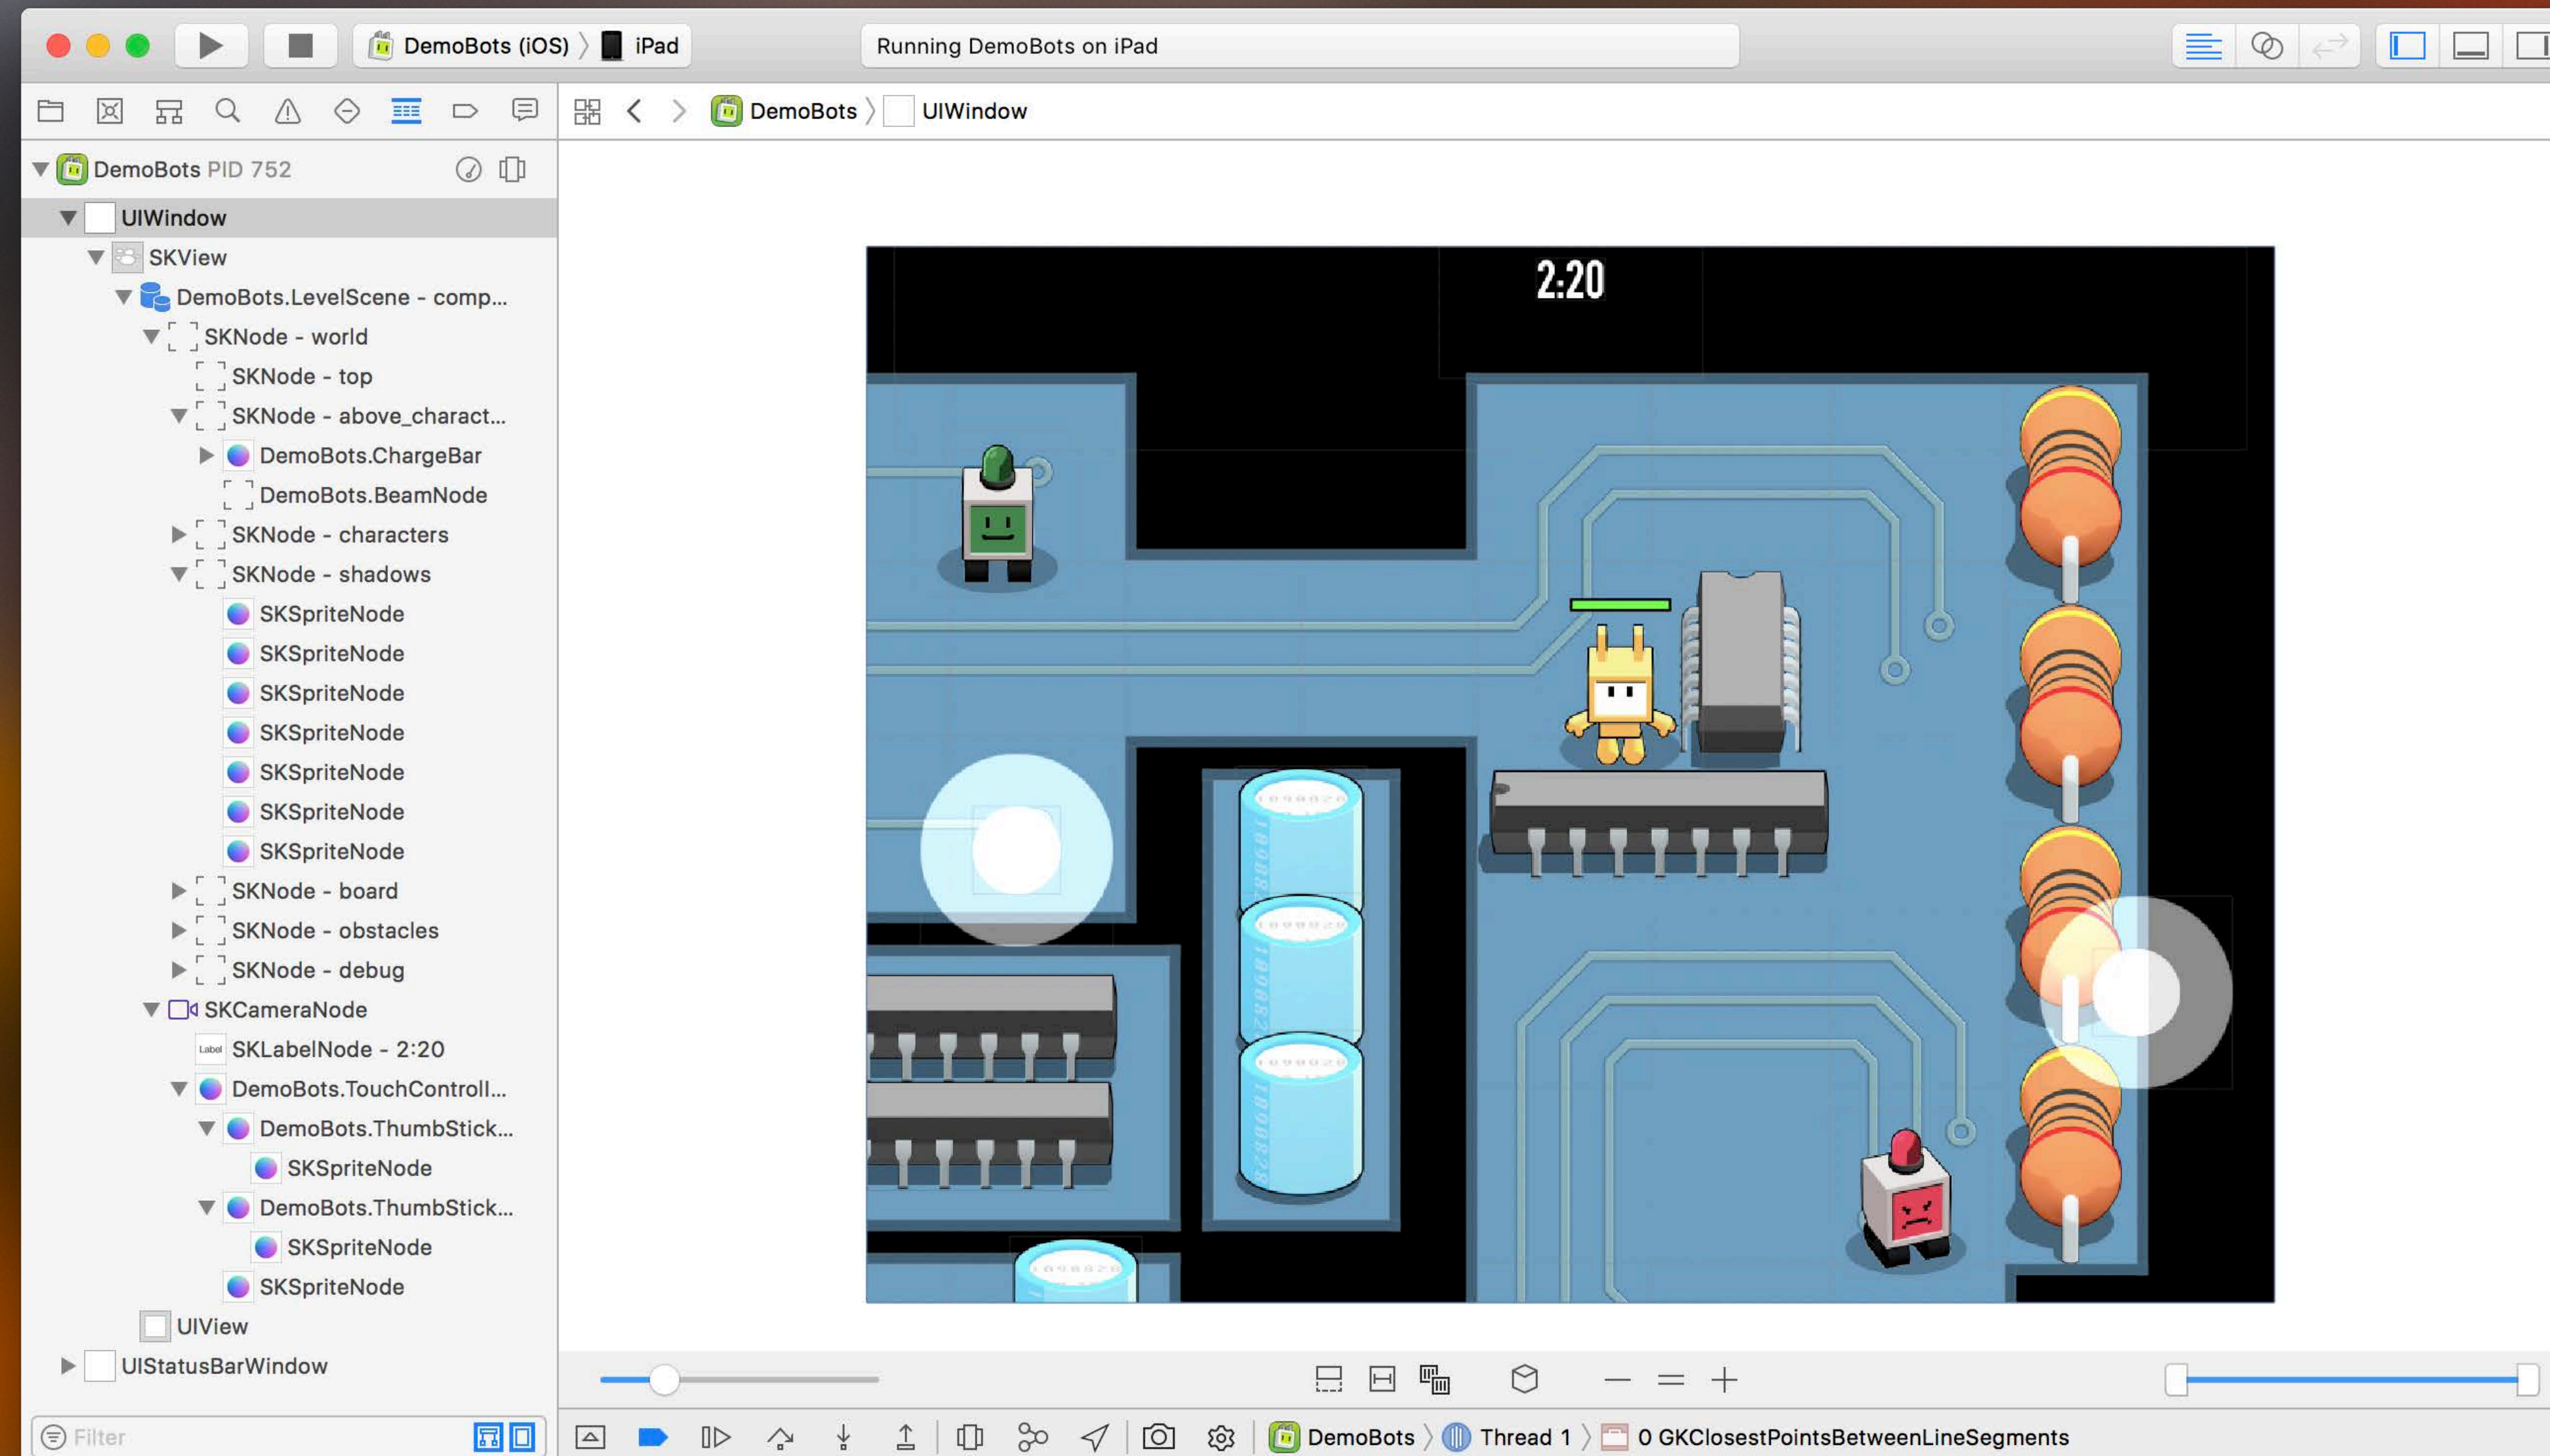 DemoBots (iOS) iPad
Running DemoBots on iPad
DemoBots UIWindow
DemoBots PID 752
UIWindow
SKView
DemoBots.LevelScene - comp...
SKNode - world
SKNode - top
SKNode - above_charact...
DemoBots.ChargeBar
DemoBots.BeamNode
SKNode - characters
SKNode - shadows
SKSpriteNode
SKSpriteNode
SKSpriteNode
SKSpriteNode
SKSpriteNode
SKSpriteNode
SKSpriteNode
SKNode - board
SKNode - obstacles
SKNode - debug
SKCameraNode
Label SKLabelNode - 2:20
DemoBots.TouchControll...
DemoBots.ThumbStick...
SKSpriteNode
DemoBots.ThumbStick...
SKSpriteNode
SKSpriteNode
UIView
UIStatusBarWindow
Filter
2:20
DemoBots Thread 1 0 GKClosestPointsBetweenLineSegments